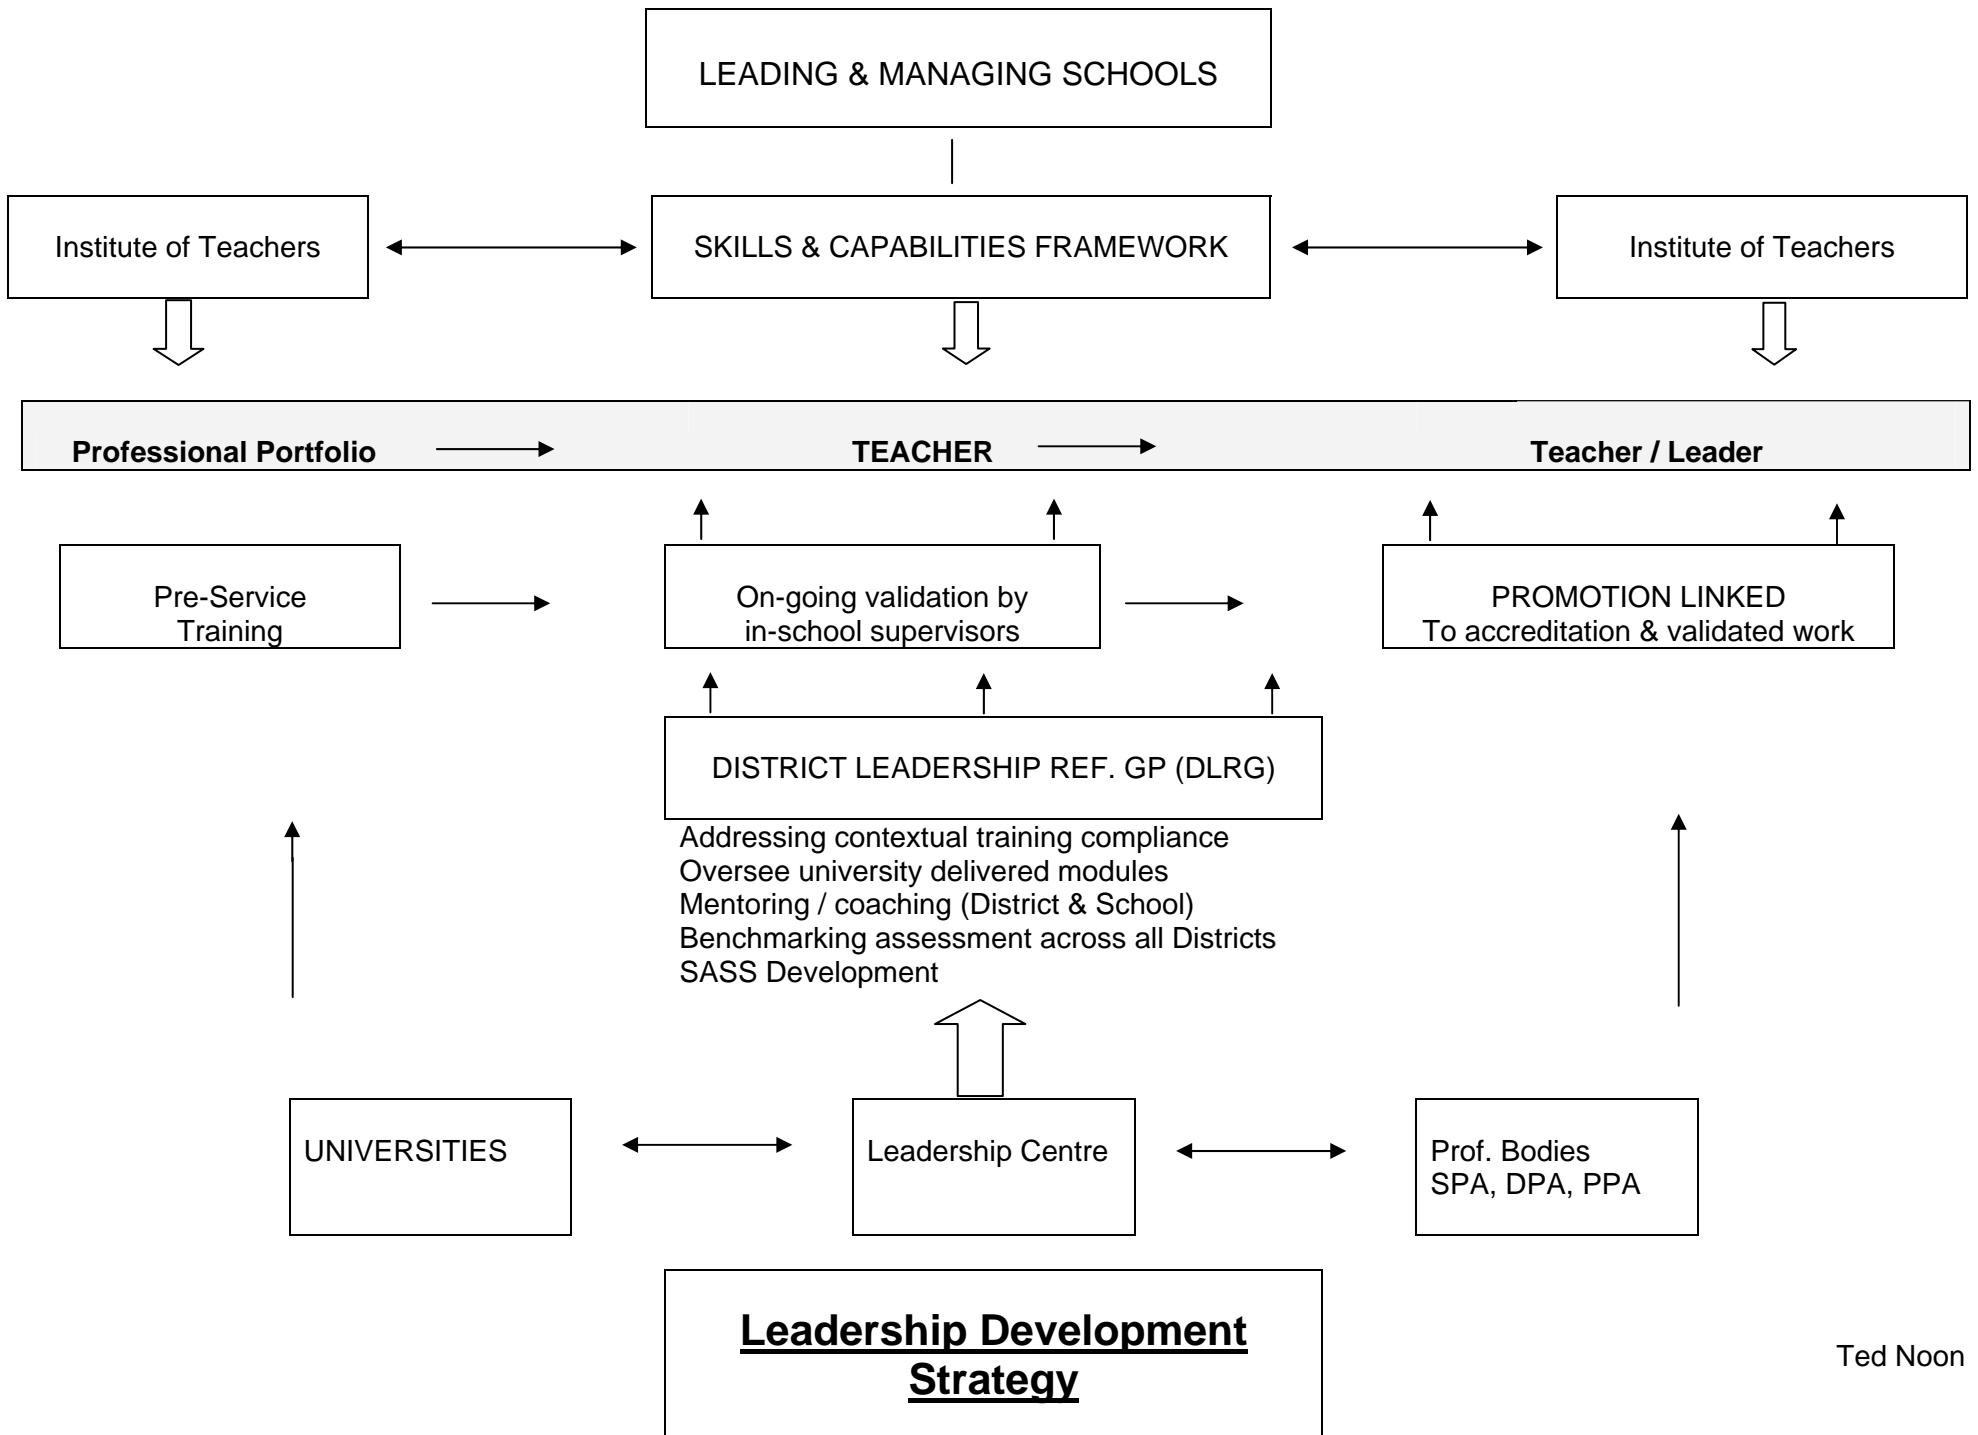 LEADING & MANAGING SCHOOLS
Institute of Teachers
SKILLS & CAPABILITIES FRAMEWORK
Institute of Teachers
Professional Portfolio
TEACHER
Teacher / Leader
Pre-Service
Training
On-going validation by
in-school supervisors
PROMOTION LINKED
To accreditation & validated work
DISTRICT LEADERSHIP REF. GP (DLRG)
Addressing contextual training compliance
Oversee university delivered modules
Mentoring / coaching (District & School)
Benchmarking assessment across all Districts
SASS Development
UNIVERSITIES
Leadership Centre
Prof. Bodies
SPA, DPA, PPA
Leadership Development
Strategy
Ted Noon